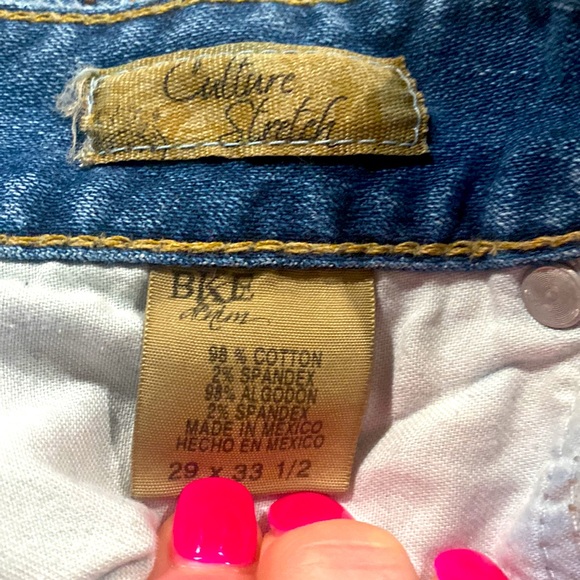 Culture
Stretch
BKE
denim
98 % COTTON
2% SPANDEX
98% ALGODON
2% SPANDEX
MADE IN MEXICO
HECHO EN MEXICO
29 x 33 1/2